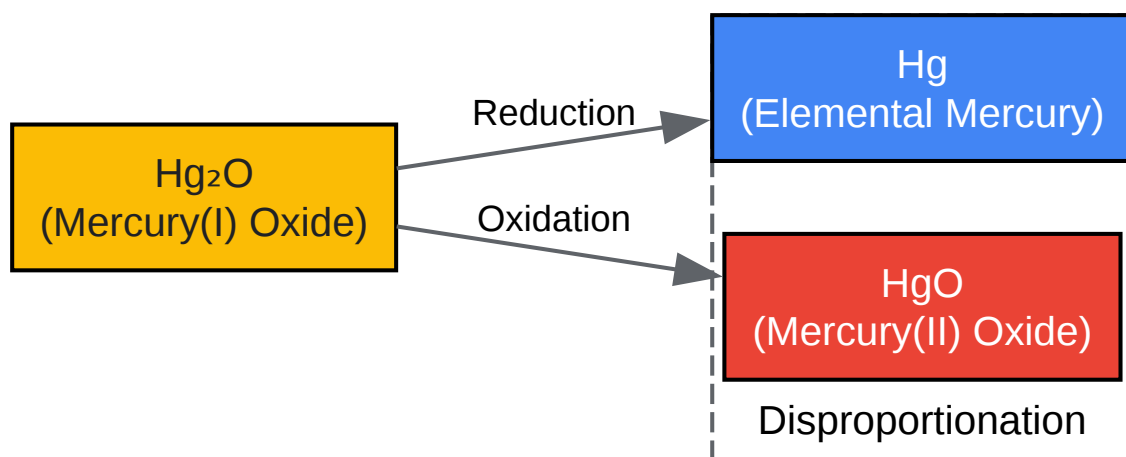 Hg₂O
(Mercury(I) Oxide)
Reduction
Oxidation
Hg
(Elemental Mercury)
HgO
(Mercury(II) Oxide)
Disproportionation